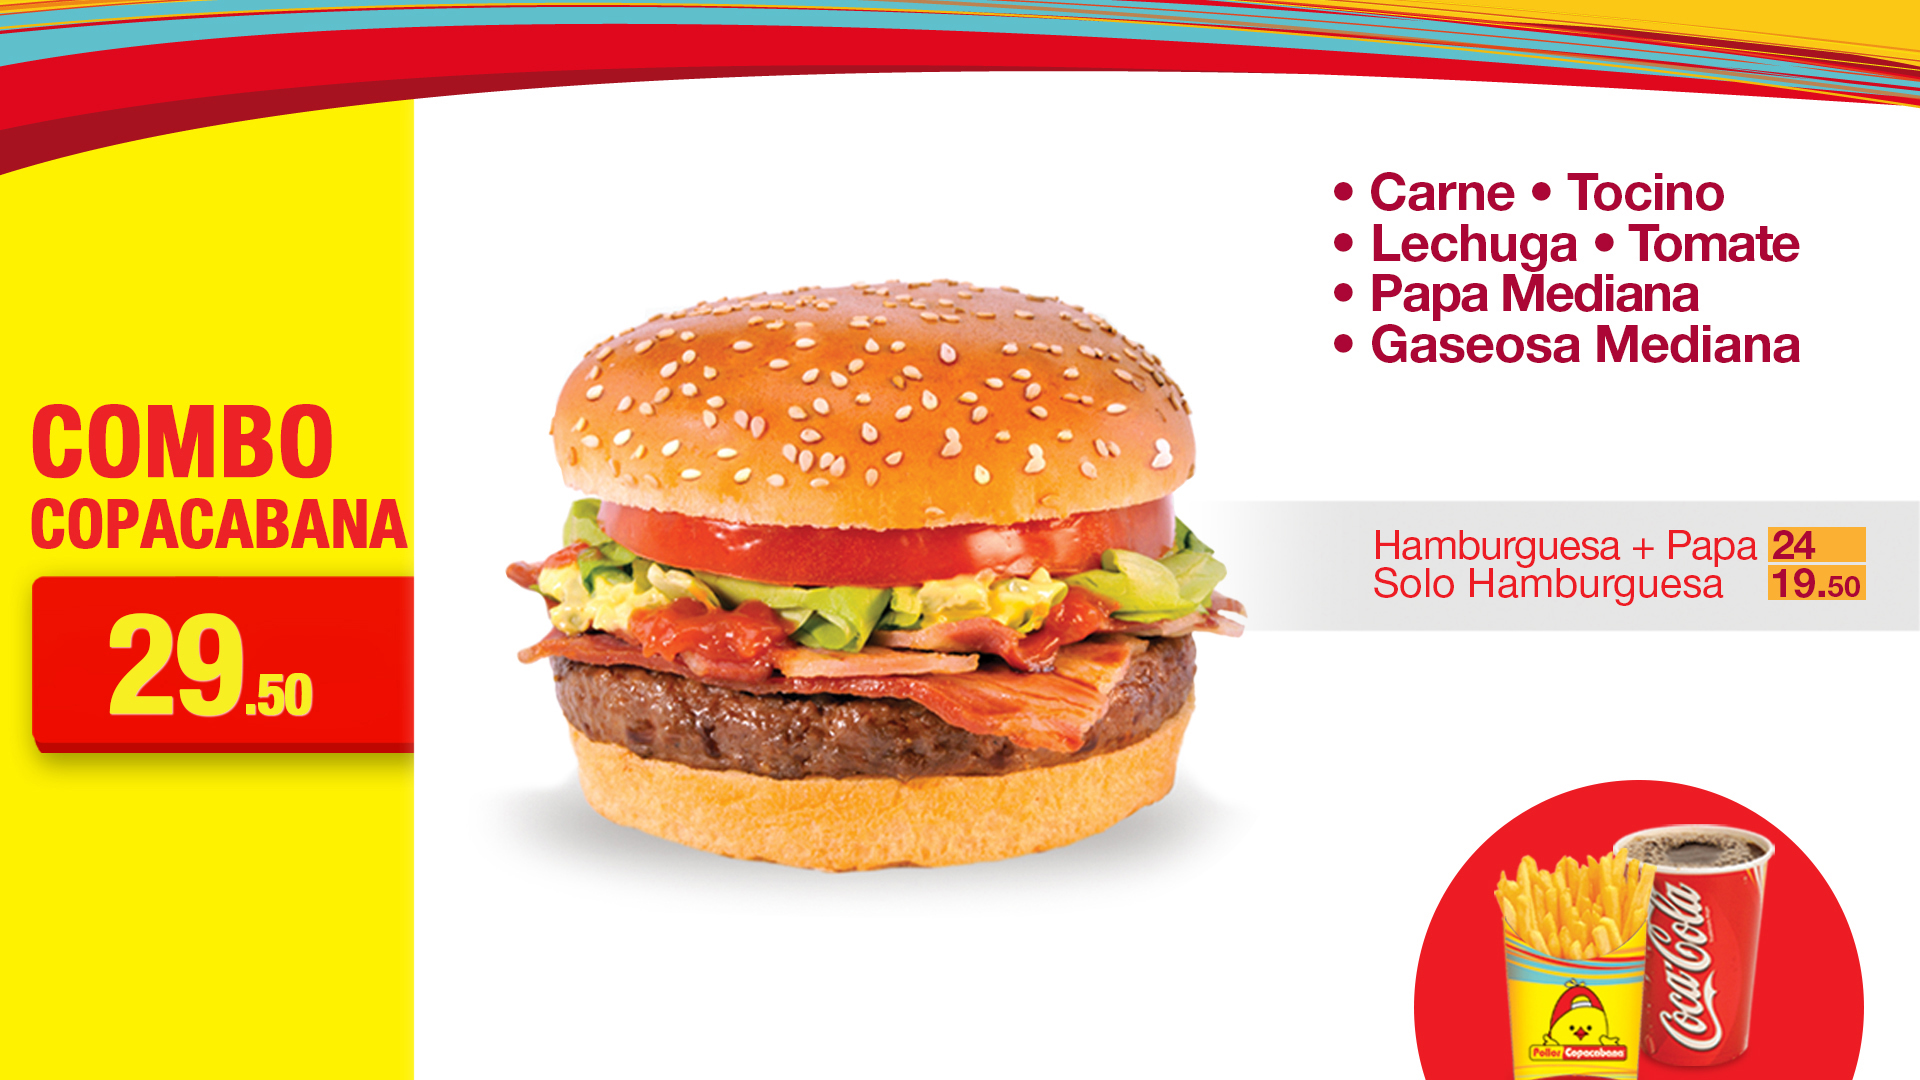 COMBO
COPACABANA
29.50
• Carne • Tocino
• Lechuga • Tomate
• Papa Mediana
• Gaseosa Mediana
Hamburguesa + Papa 24
Solo Hamburguesa 19.50
Coca-Cola
Pollos Copacabana